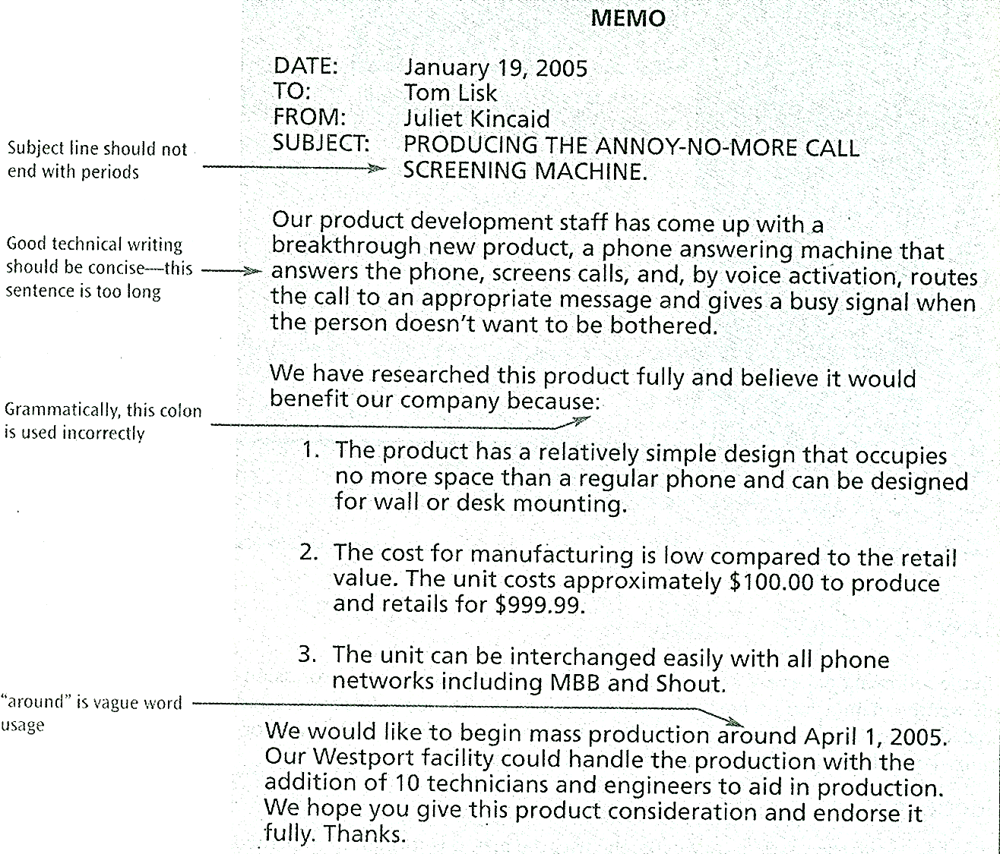 MEMO
DATE: January 19, 2005
TO: Tom Lisk
FROM: Juliet Kincaid
SUBJECT: PRODUCING THE ANNOY-NO-MORE CALL
SCREENING MACHINE.
Subject line should not
end with periods
Our product development staff has come up with a
breakthrough new product, a phone answering machine that
answers the phone, screens calls, and, by voice activation, routes
the call to an appropriate message and gives a busy signal when
the person doesn't want to be bothered.
Good technical writing
should be concise—this
sentence is too long
We have researched this product fully and believe it would
benefit our company because:
Grammatically, this colon
is used incorrectly
1. The product has a relatively simple design that occupies
no more space than a regular phone and can be designed
for wall or desk mounting.
2. The cost for manufacturing is low compared to the retail
value. The unit costs approximately $100.00 to produce
and retails for $999.99.
3. The unit can be interchanged easily with all phone
networks including MBB and Shout.
"around" is vague word
usage
We would like to begin mass production around April 1, 2005.
Our Westport facility could handle the production with the
addition of 10 technicians and engineers to aid in production.
We hope you give this product consideration and endorse it
fully. Thanks.